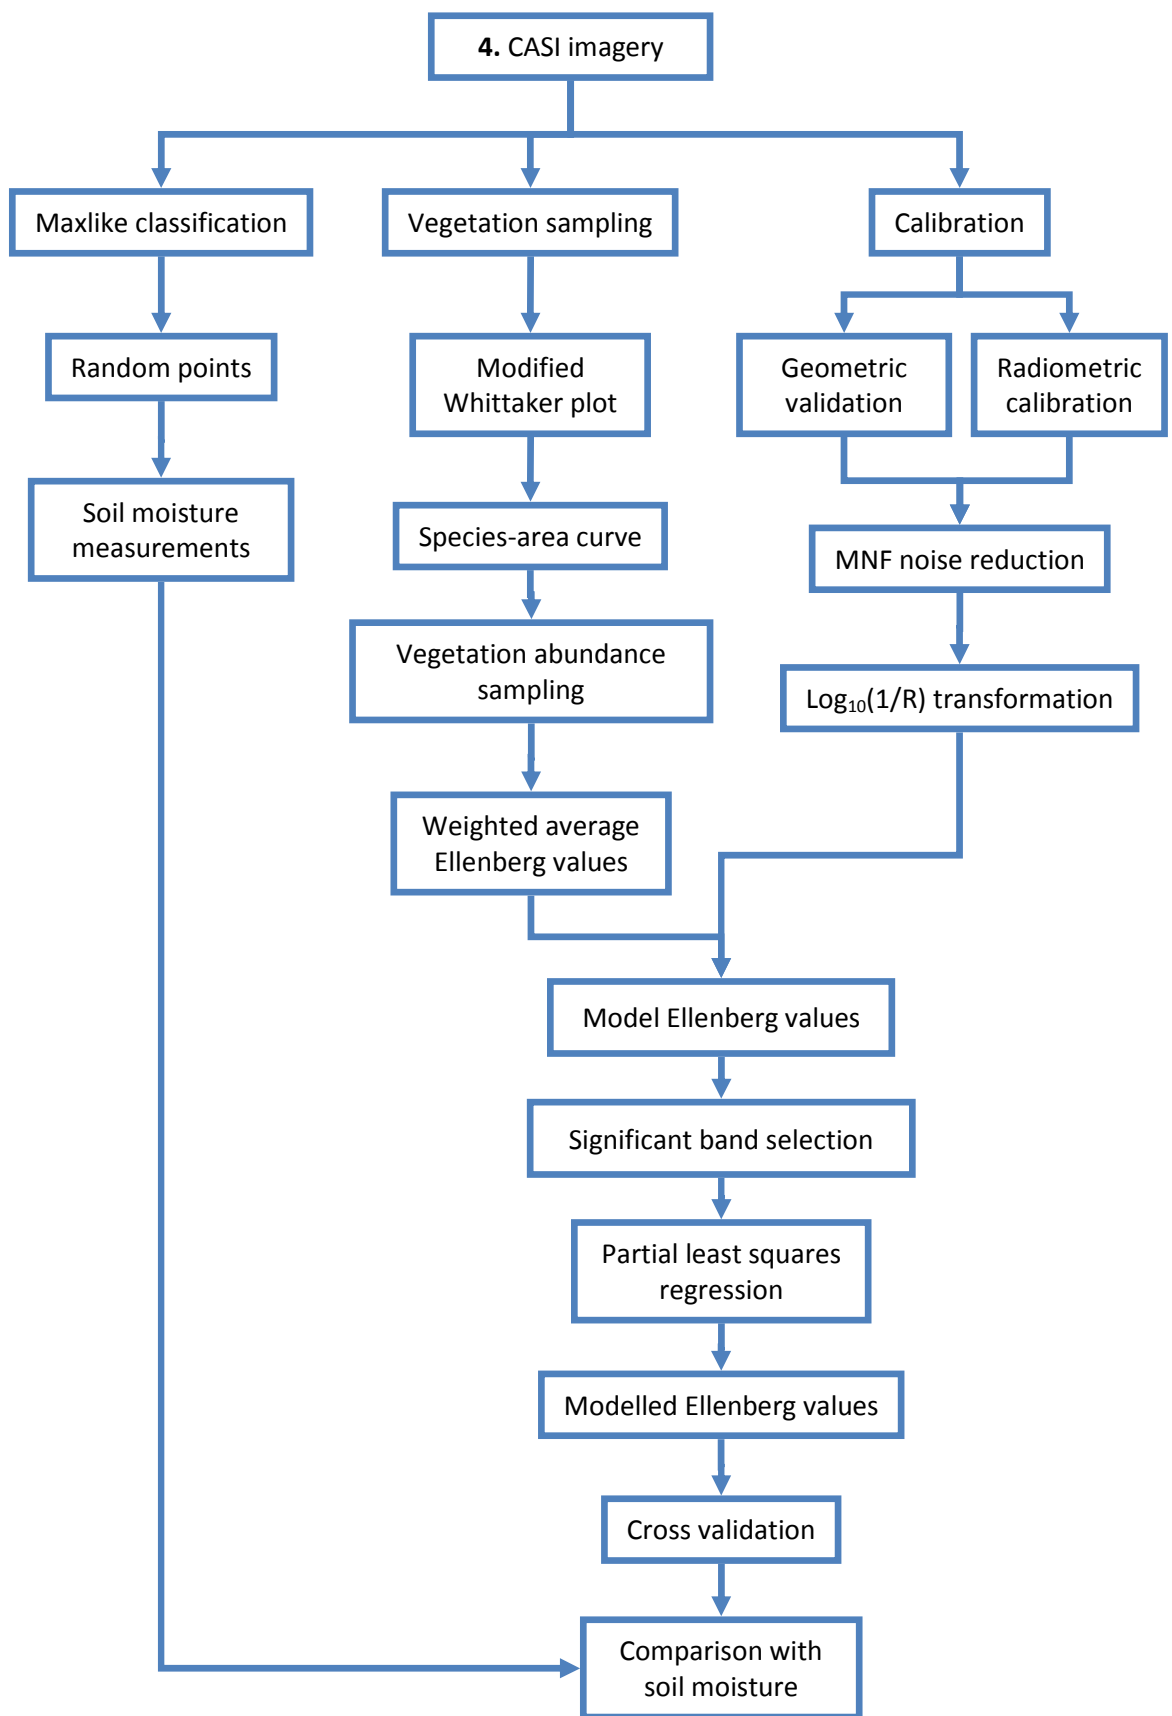 4. CASI imagery
Maxlike classification
Vegetation sampling
Calibration
Random points
Modified
Whittaker plot
Geometric
validation
Radiometric
calibration
Soil moisture
measurements
Species-area curve
MNF noise reduction
Vegetation abundance
sampling
Log₁₀(1/R) transformation
Weighted average
Ellenberg values
Model Ellenberg values
Significant band selection
Partial least squares
regression
Modelled Ellenberg values
Cross validation
Comparison with
soil moisture